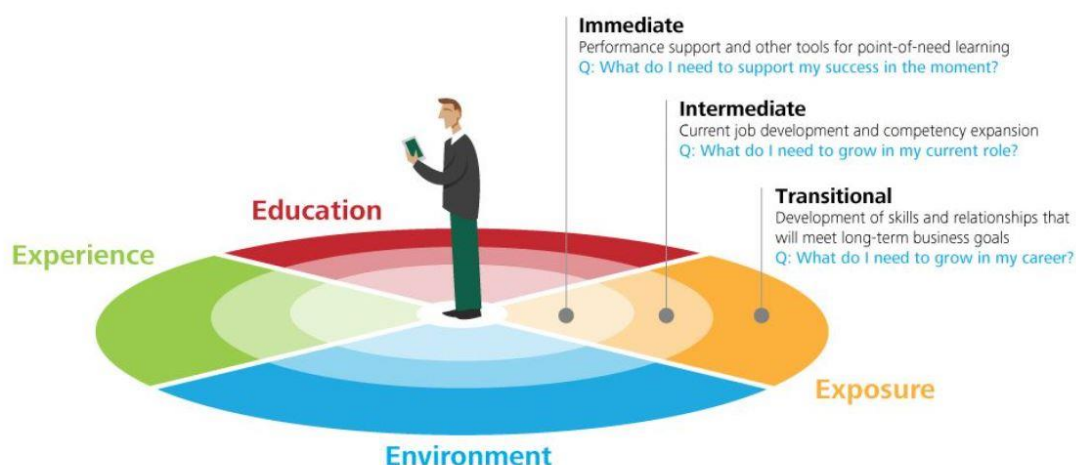 Immediate
Performance support and other tools for point-of-need learning
Q: What do I need to support my success in the moment?
Intermediate
Current job development and competency expansion
Q: What do I need to grow in my current role?
Transitional
Development of skills and relationships that
will meet long-term business goals
Q: What do I need to grow in my career?
Education
Experience
Exposure
Environment